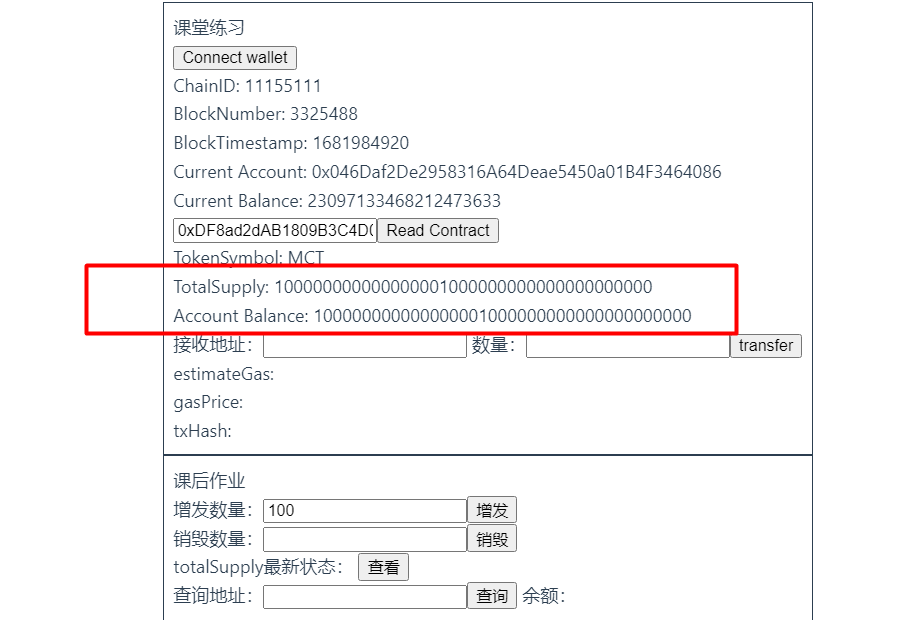 课堂练习
Connect wallet
ChainID: 11155111
BlockNumber: 3325488
BlockTimestamp: 1681984920
Current Account: 0x046Daf2De2958316A64Deae5450a01B4F3464086
Current Balance: 23097133468212473633
0xDF8ad2dAB1809B3C4D0 Read Contract
TokenSymbol: MCT
TotalSupply: 100000000000000001000000000000000000000
Account Balance: 100000000000000001000000000000000000000
接收地址： 数量： transfer
estimateGas:
gasPrice:
txHash:
课后作业
增发数量： 100 增发
销毁数量： 销毁
totalSupply最新状态： 查看
查询地址： 查询 余额：